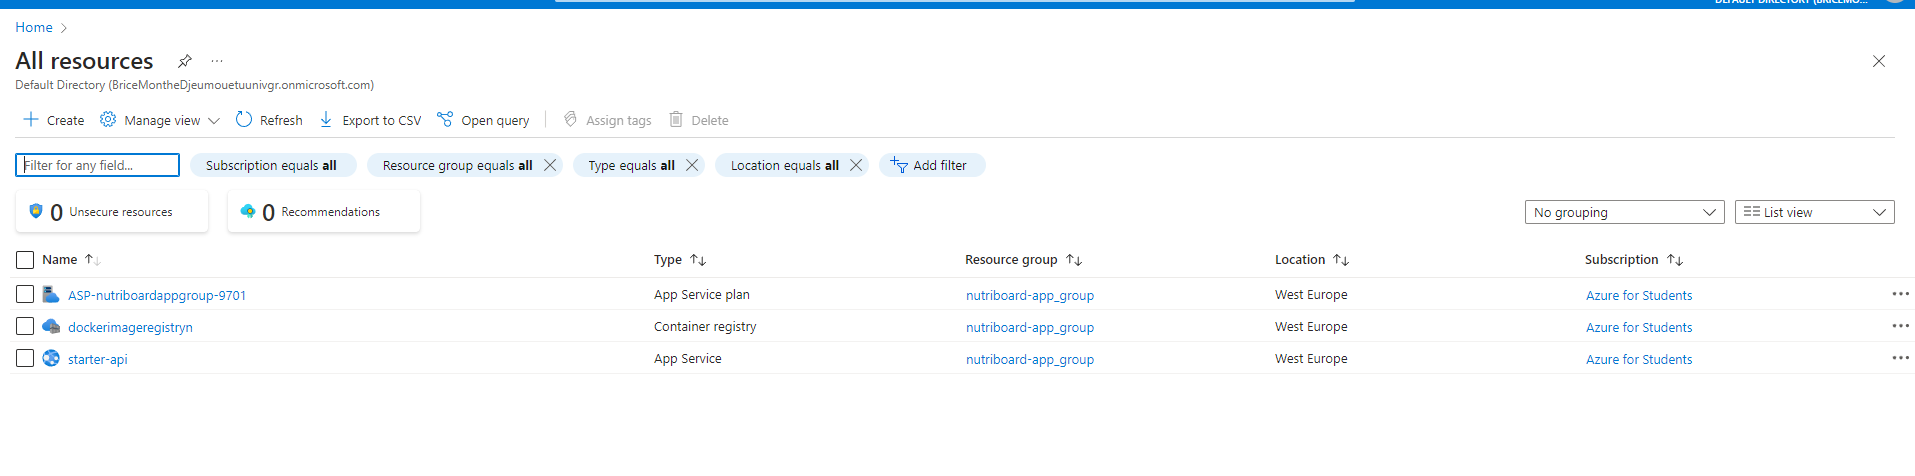 Home
All resources
Default Directory (BriceMontheDjeumouetuunivgr.onmicrosoft.com)
Create Manage view Refresh Export to CSV Open query Assign tags Delete
Filter for any field... Subscription equals all Resource group equals all Type equals all Location equals all Add filter
0 Unsecure resources 0 Recommendations No grouping List view
Name Type Resource group Location Subscription
ASP-nutriboardappgroup-9701 App Service plan nutriboard-app_group West Europe Azure for Students
dockerimageregistryn Container registry nutriboard-app_group West Europe Azure for Students
starter-api App Service nutriboard-app_group West Europe Azure for Students